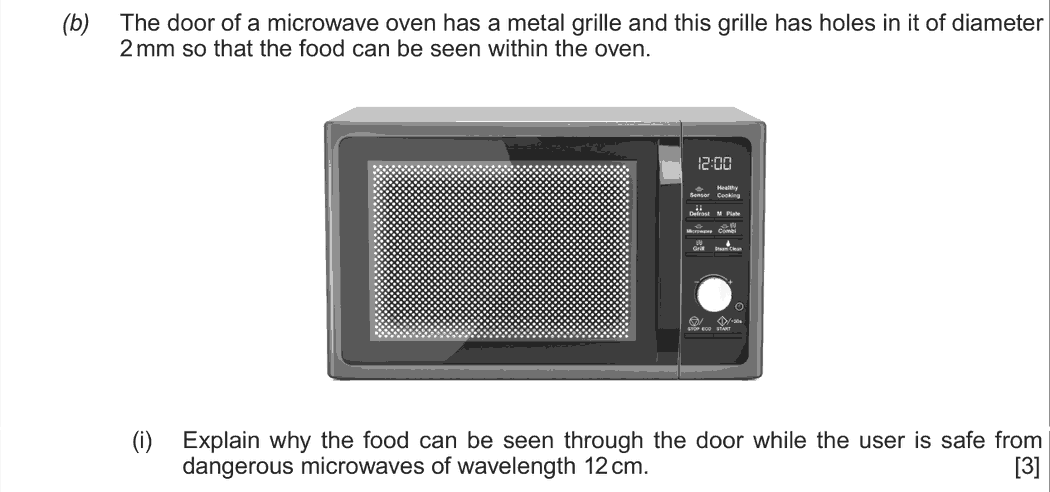 (b) The door of a microwave oven has a metal grille and this grille has holes in it of diameter
2 mm so that the food can be seen within the oven.
12:00
Sensor Healthy Cooking
Defrost M Plate
Microwave Combi
Grill Steam Clean
STOP ECO START
(i) Explain why the food can be seen through the door while the user is safe from
dangerous microwaves of wavelength 12 cm. [3]